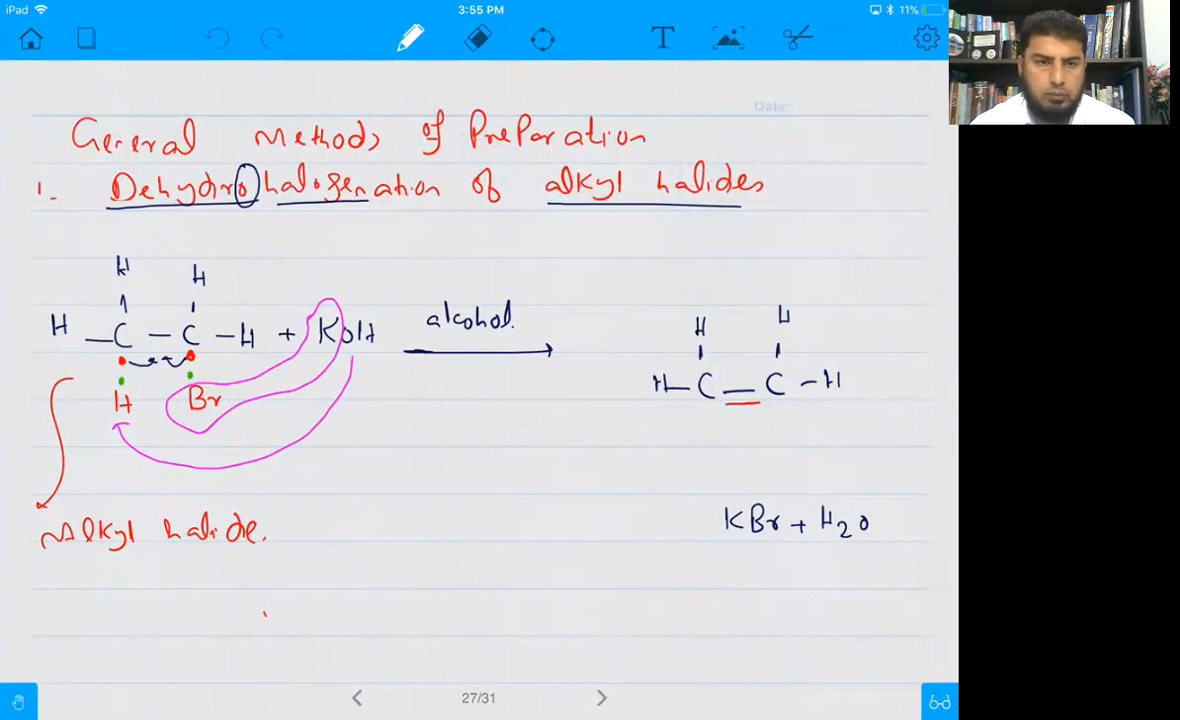 iPad 3:55 PM 11%
T
Date:
General Methods of Preparation
1. Dehydrohalogenation of alkyl halides
H H
H — C — C — H + KOH alcohol. H H
H — C = C — H
H Br
Alkyl halide.
KBr + H2O
27/31